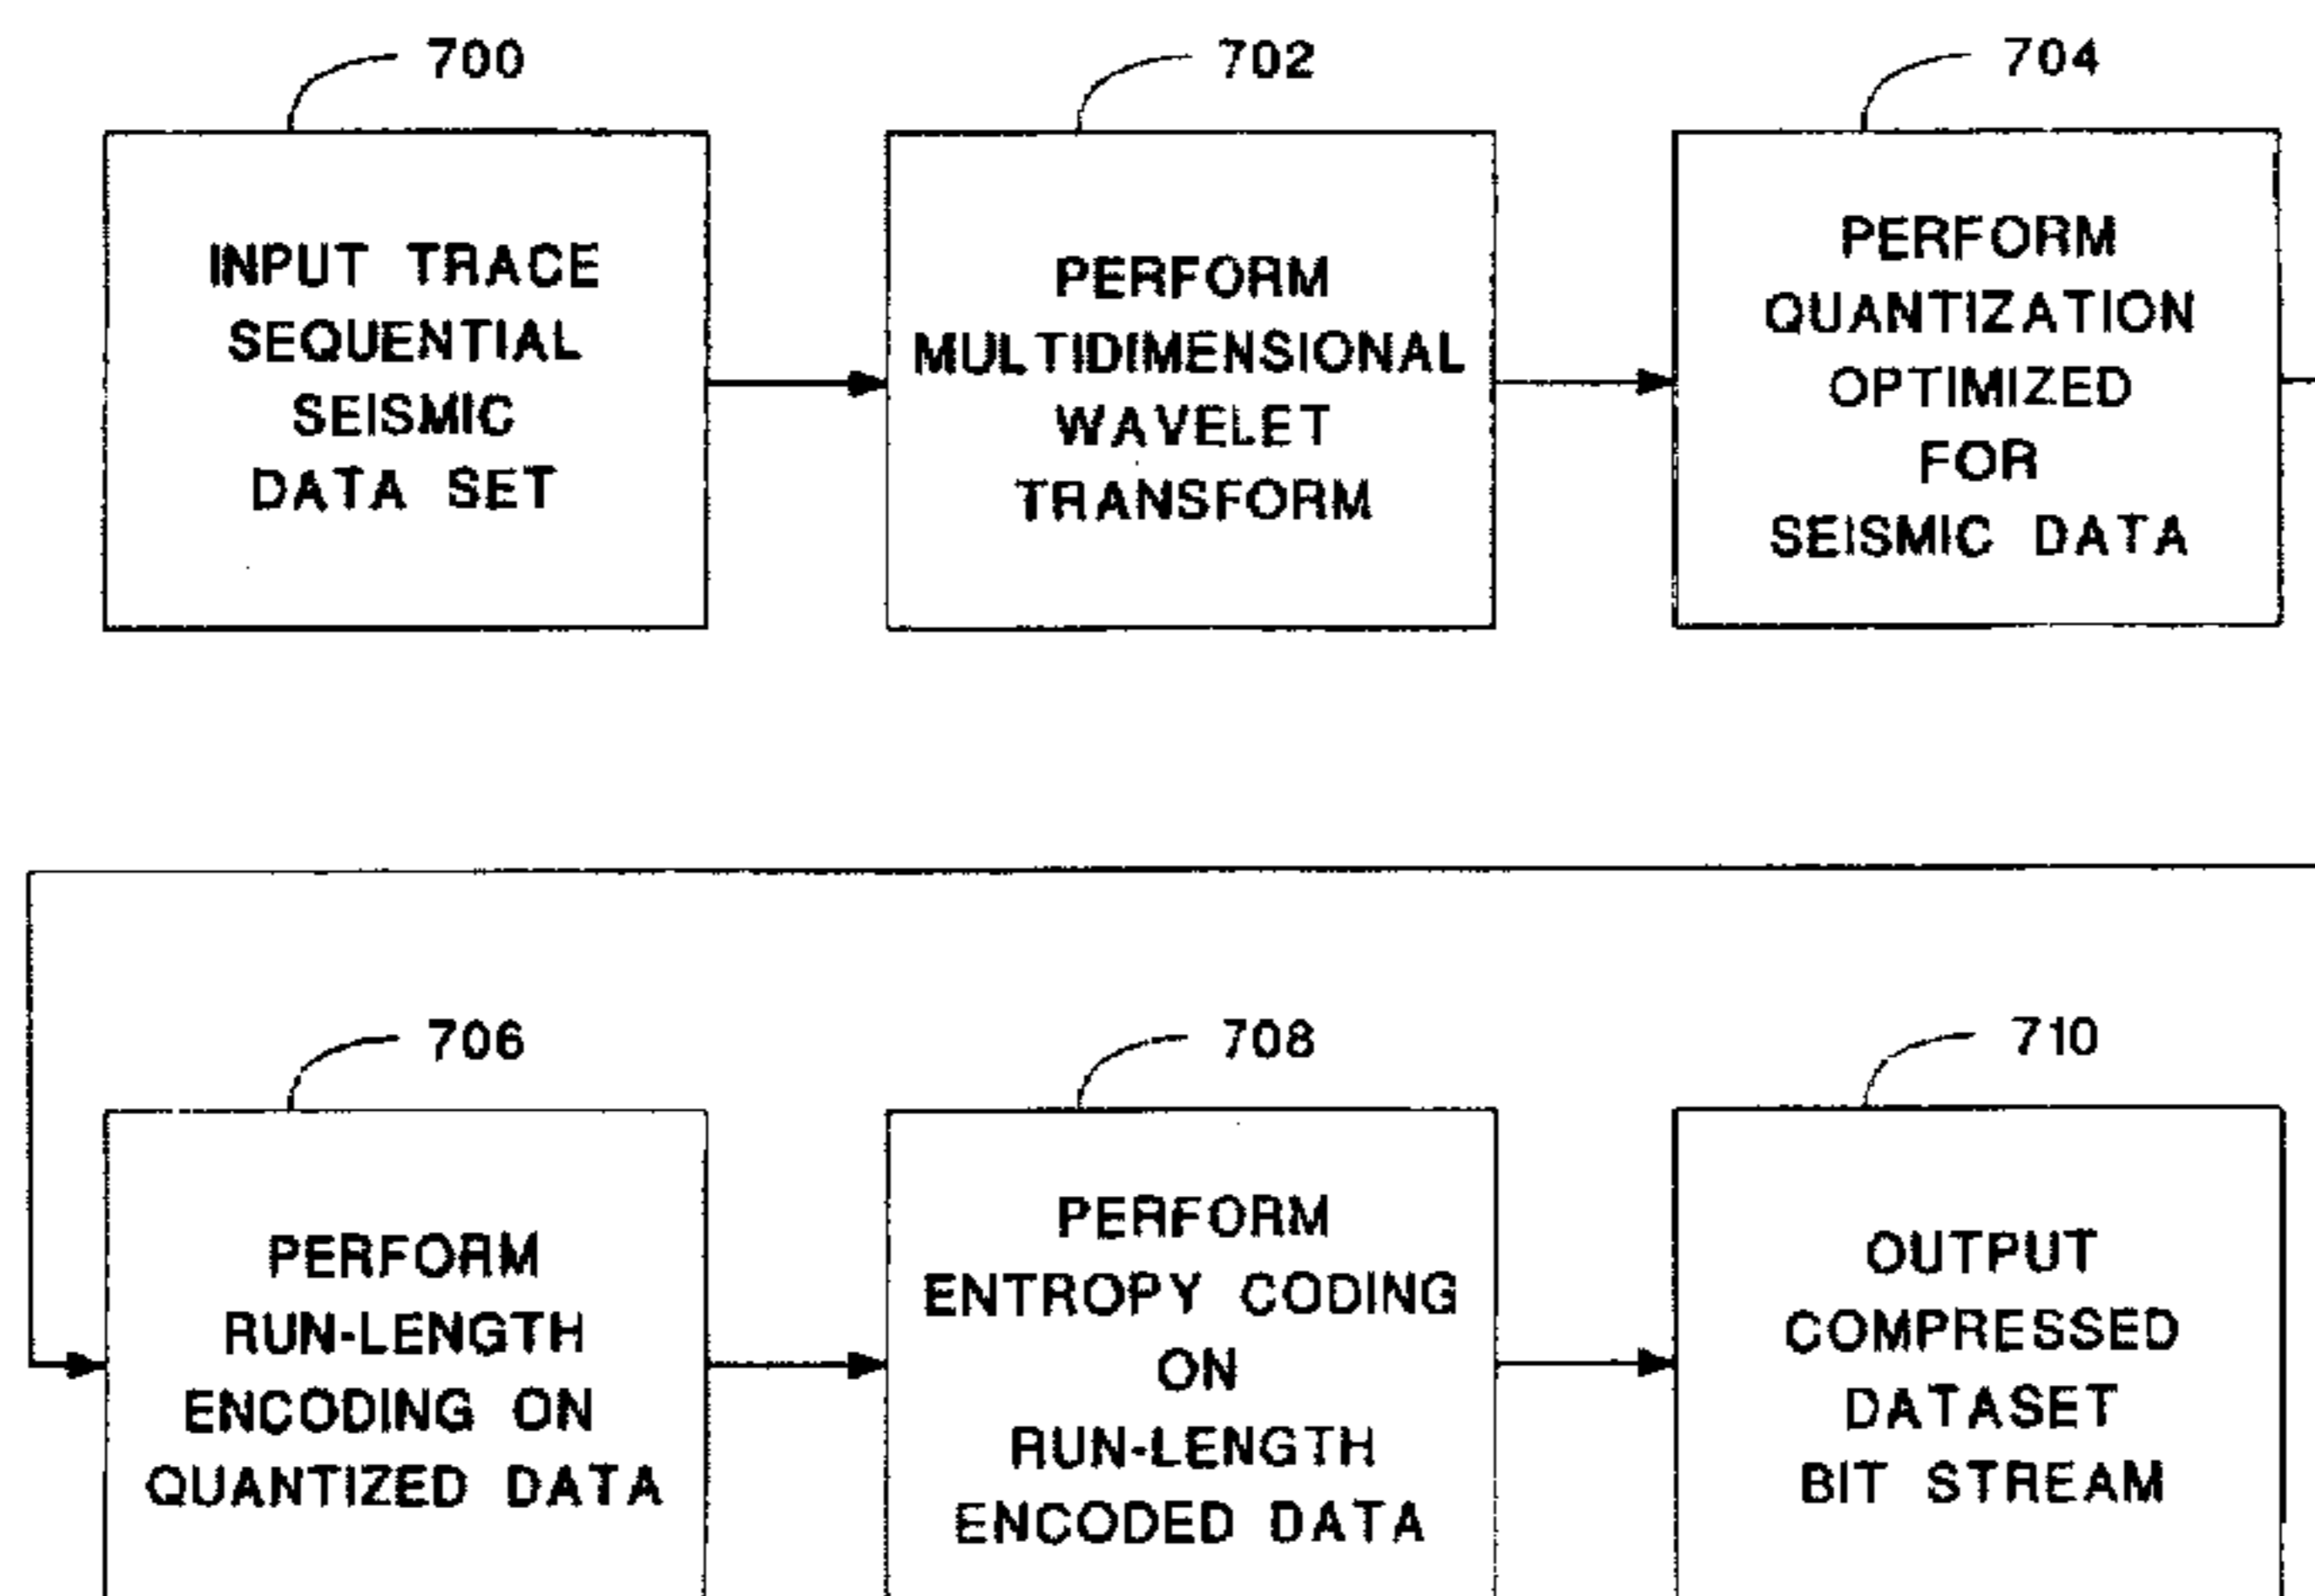 700
INPUT TRACE
SEQUENTIAL
SEISMIC
DATA SET
702
PERFORM
MULTIDIMENSIONAL
WAVELET
TRANSFORM
704
PERFORM
QUANTIZATION
OPTIMIZED
FOR
SEISMIC DATA
706
PERFORM
RUN-LENGTH
ENCODING ON
QUANTIZED DATA
708
PERFORM
ENTROPY CODING
ON
RUN-LENGTH
ENCODED DATA
710
OUTPUT
COMPRESSED
DATASET
BIT STREAM